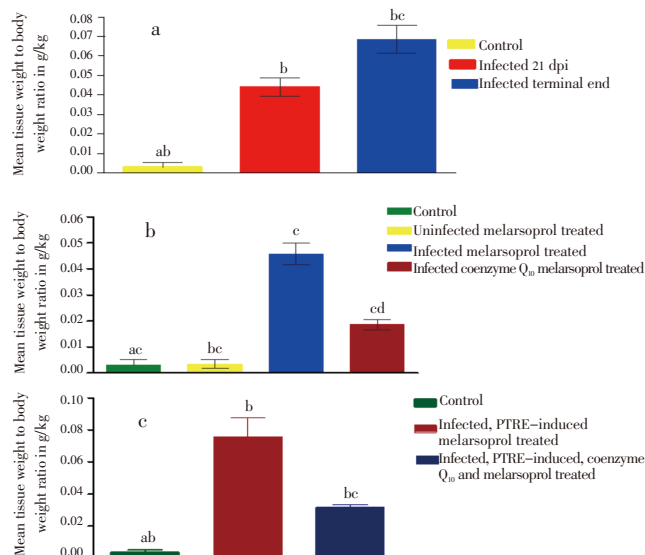 Mean tissue weight to body
weight ratio in g/kg
0.08
0.07
0.06
0.05
0.04
0.03
0.02
0.01
0.00
a
ab
b
bc
Control
Infected 21 dpi
Infected terminal end
Mean tissue weight to body
weight ratio in g/kg
0.06
0.05
0.04
0.03
0.02
0.01
0.00
b
ac
bc
c
cd
Control
Uninfected melarsoprol treated
Infected melarsoprol treated
Infected coenzyme Q₁₀ melarsoprol treated
Mean tissue weight to body
weight ratio in g/kg
0.10
0.08
0.06
0.04
0.02
0.00
c
ab
b
bc
Control
Infected, PTRE-induced
melarsoprol treated
Infected, PTRE-induced, coenzyme
Q₁₀ and melarsoprol treated